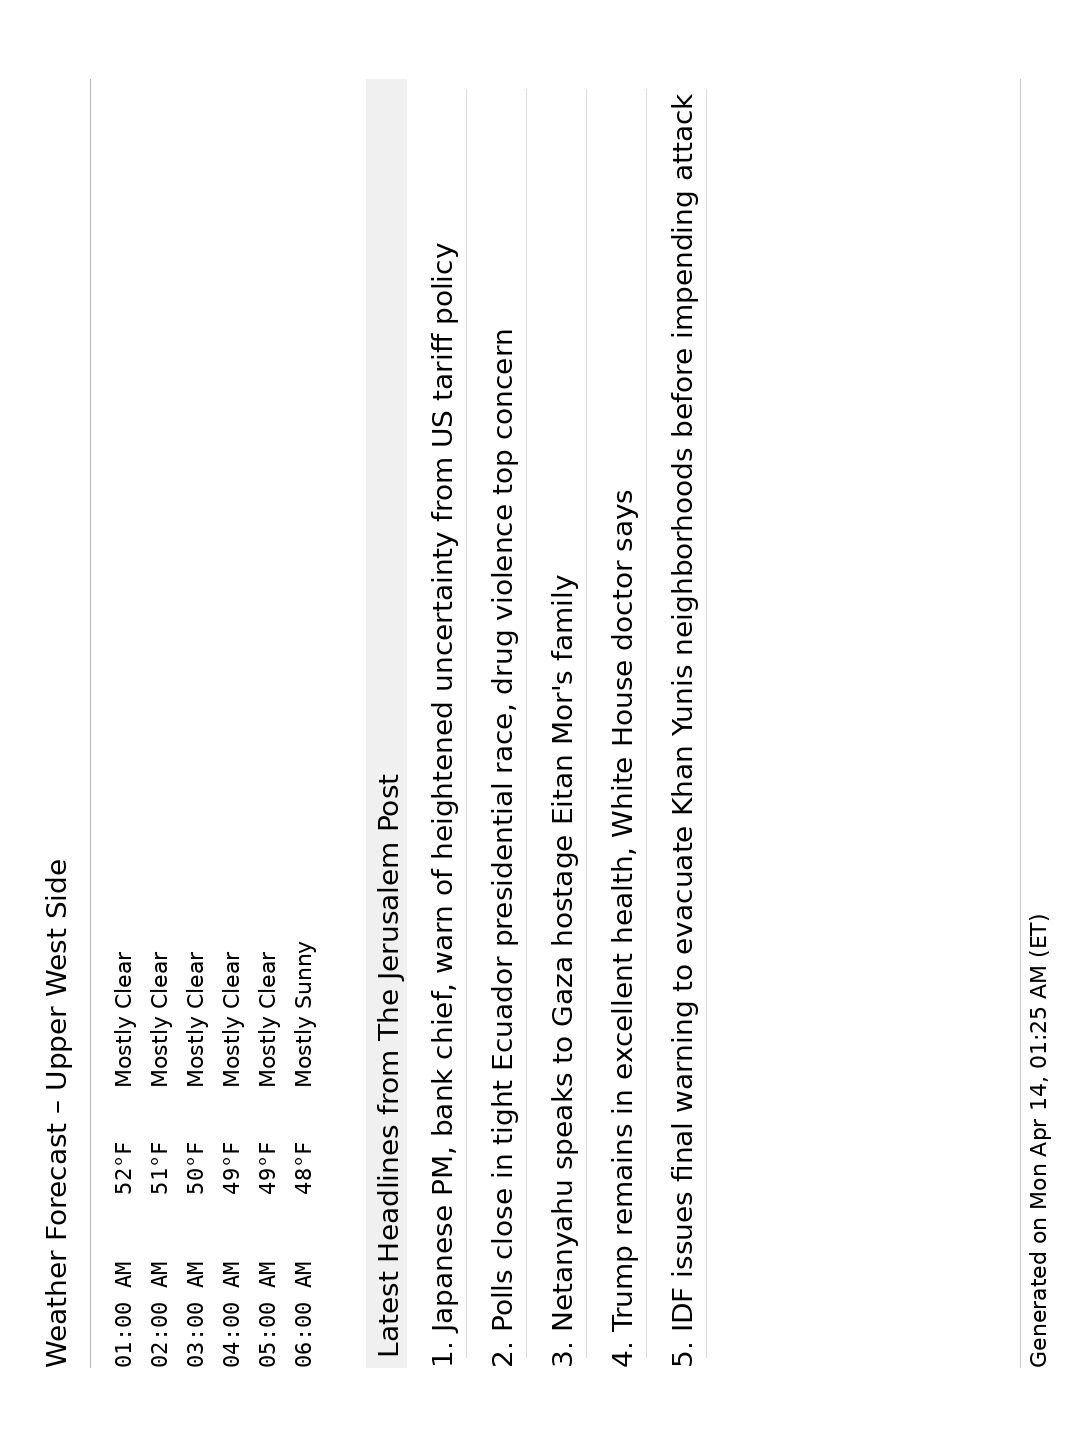 Weather Forecast – Upper West Side
01:00 AM 52°F Mostly Clear
02:00 AM 51°F Mostly Clear
03:00 AM 50°F Mostly Clear
04:00 AM 49°F Mostly Clear
05:00 AM 49°F Mostly Clear
06:00 AM 48°F Mostly Sunny
Latest Headlines from The Jerusalem Post
1. Japanese PM, bank chief, warn of heightened uncertainty from US tariff policy
2. Polls close in tight Ecuador presidential race, drug violence top concern
3. Netanyahu speaks to Gaza hostage Eitan Mor's family
4. Trump remains in excellent health, White House doctor says
5. IDF issues final warning to evacuate Khan Yunis neighborhoods before impending attack
Generated on Mon Apr 14, 01:25 AM (ET)